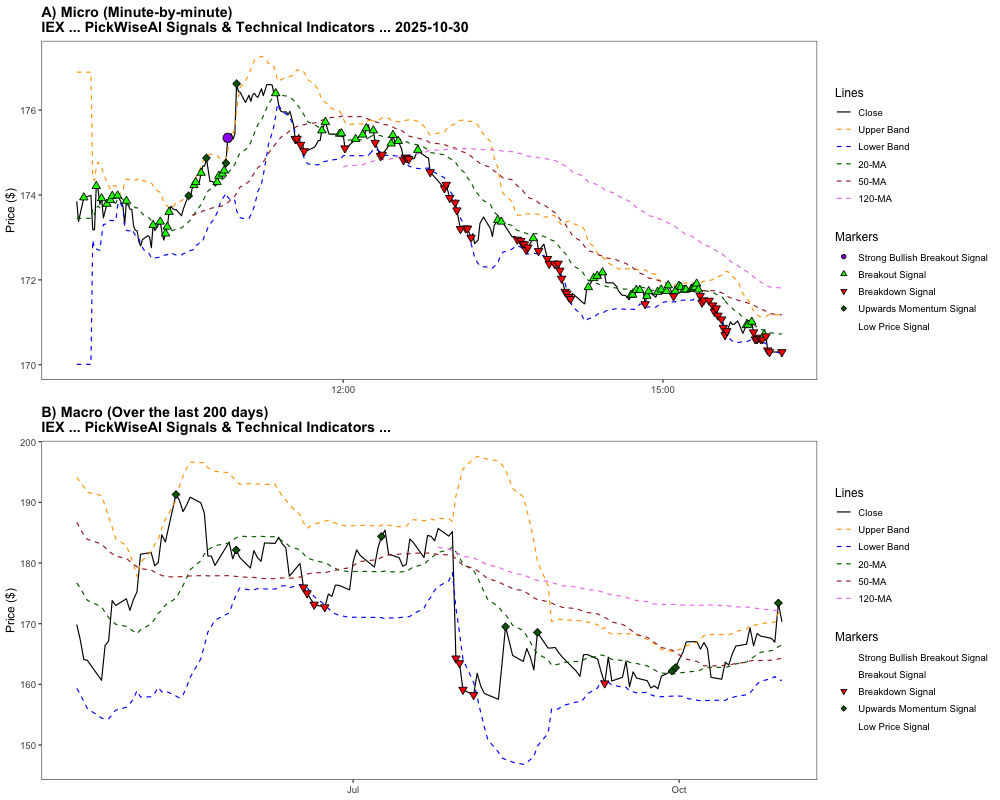 A) Micro (Minute-by-minute)
IEX ... PickWiseAI Signals & Technical Indicators ... 2025-10-30
Price ($)
176
174
172
170
12:00
15:00
Lines
Close
Upper Band
Lower Band
20-MA
50-MA
120-MA
Markers
Strong Bullish Breakout Signal
Breakout Signal
Breakdown Signal
Upwards Momentum Signal
Low Price Signal
B) Macro (Over the last 200 days)
IEX ... PickWiseAI Signals & Technical Indicators ...
Price ($)
200
190
180
170
160
150
Jul
Oct
Lines
Close
Upper Band
Lower Band
20-MA
50-MA
120-MA
Markers
Strong Bullish Breakout Signal
Breakout Signal
Breakdown Signal
Upwards Momentum Signal
Low Price Signal